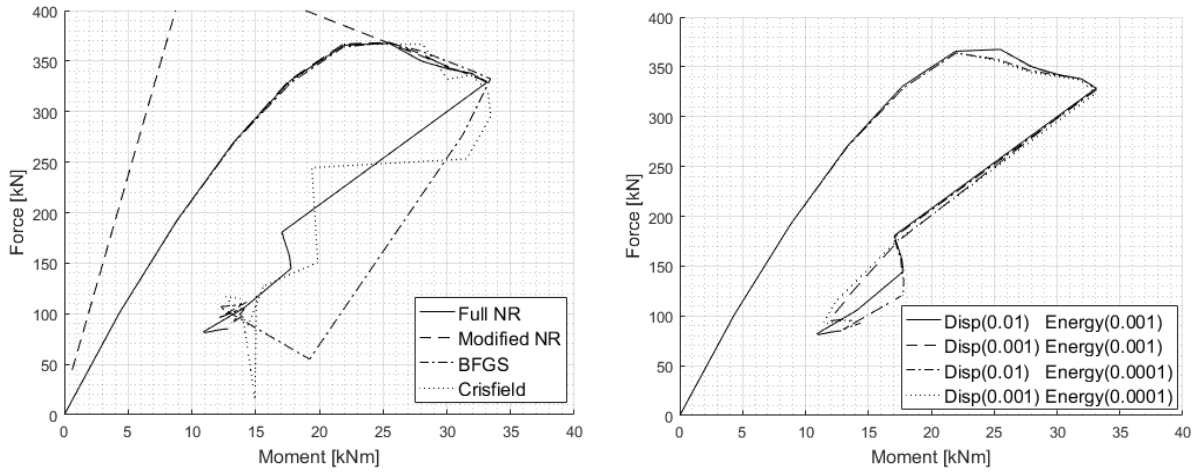 400
350
300
250
200
150
100
50
0
Force [kN]
0 5 10 15 20 25 30 35 40
Moment [kNm]
Full NR
Modified NR
BFGS
Crisfield
400
350
300
250
200
150
100
50
0
Force [kN]
0 5 10 15 20 25 30 35 40
Moment [kNm]
Disp(0.01) Energy(0.001)
Disp(0.001) Energy(0.001)
Disp(0.01) Energy(0.0001)
Disp(0.001) Energy(0.0001)